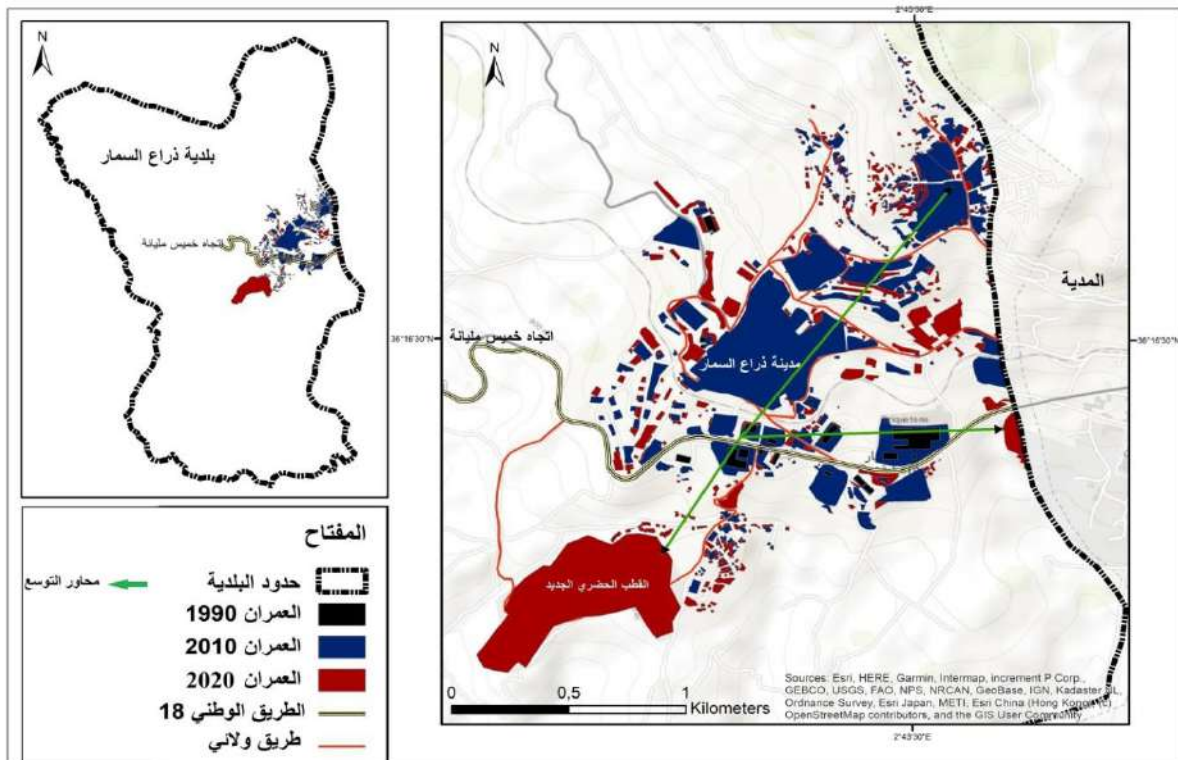 N
بلدية ذراع السمار
اتجاه خميس مليانة
المفتاح
محاور التوسع
حدود البلدية
العمران 1990
العمران 2010
العمران 2020
الطريق الوطني 18
طريق ولائي
2°43'30"E
N
المدية
36°16'30"N
36°16'30"N
اتجاه خميس مليانة
مدينة ذراع السمار
القطب الحضري الجديد
0
0,5
1
Kilometers
Sources: Esri, HERE, Garmin, Intermap, increment P Corp.,
GEBCO, USGS, FAO, NPS, NRCAN, GeoBase, IGN, Kadaster NL,
Ordnance Survey, Esri Japan, METI, Esri China (Hong Kong), (c)
OpenStreetMap contributors, and the GIS User Community
2°43'30"E